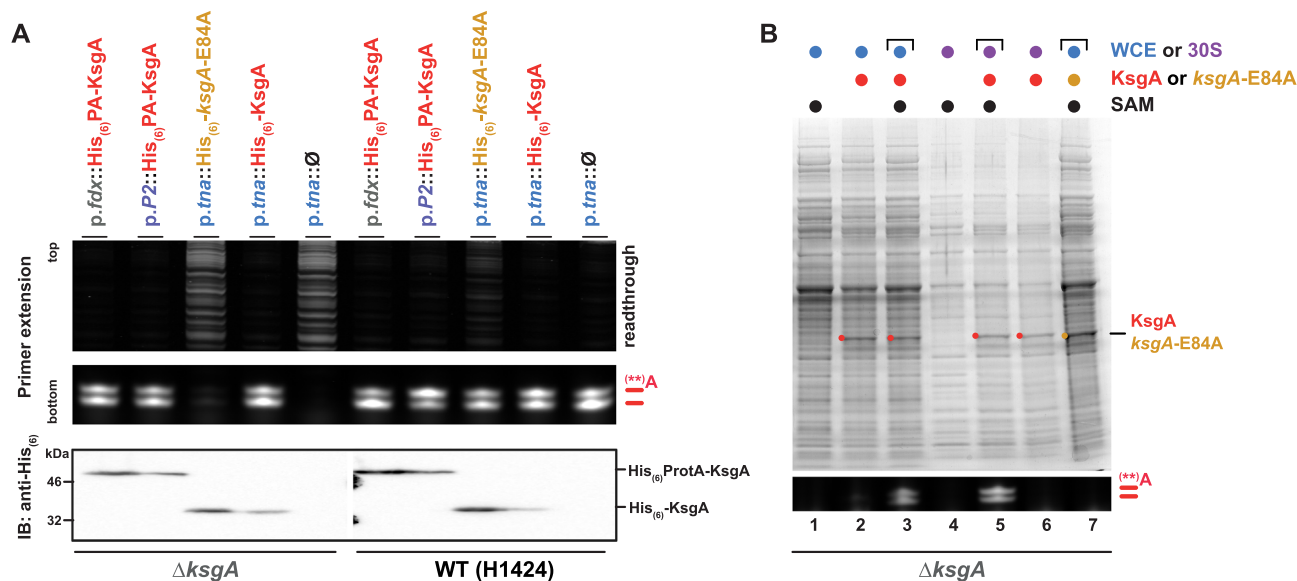 A
p.fdx::His(6)PA-KsgA
p.P2::His(6)PA-KsgA
p.tna::His(6)-ksgA-E84A
p.tna::His(6)-KsgA
p.tna::Ø
p.fdx::His(6)PA-KsgA
p.P2::His(6)PA-KsgA
p.tna::His(6)-ksgA-E84A
p.tna::His(6)-KsgA
p.tna::Ø
Primer extension
top
bottom
readthrough
(**)A
IB: anti-His(6)
kDa
46
32
His(6)ProtA-KsgA
His(6)-KsgA
ΔksgA
WT (H1424)
B
WCE or 30S
KsgA or ksgA-E84A
SAM
KsgA
ksgA-E84A
(**)A
1 2 3 4 5 6 7
ΔksgA